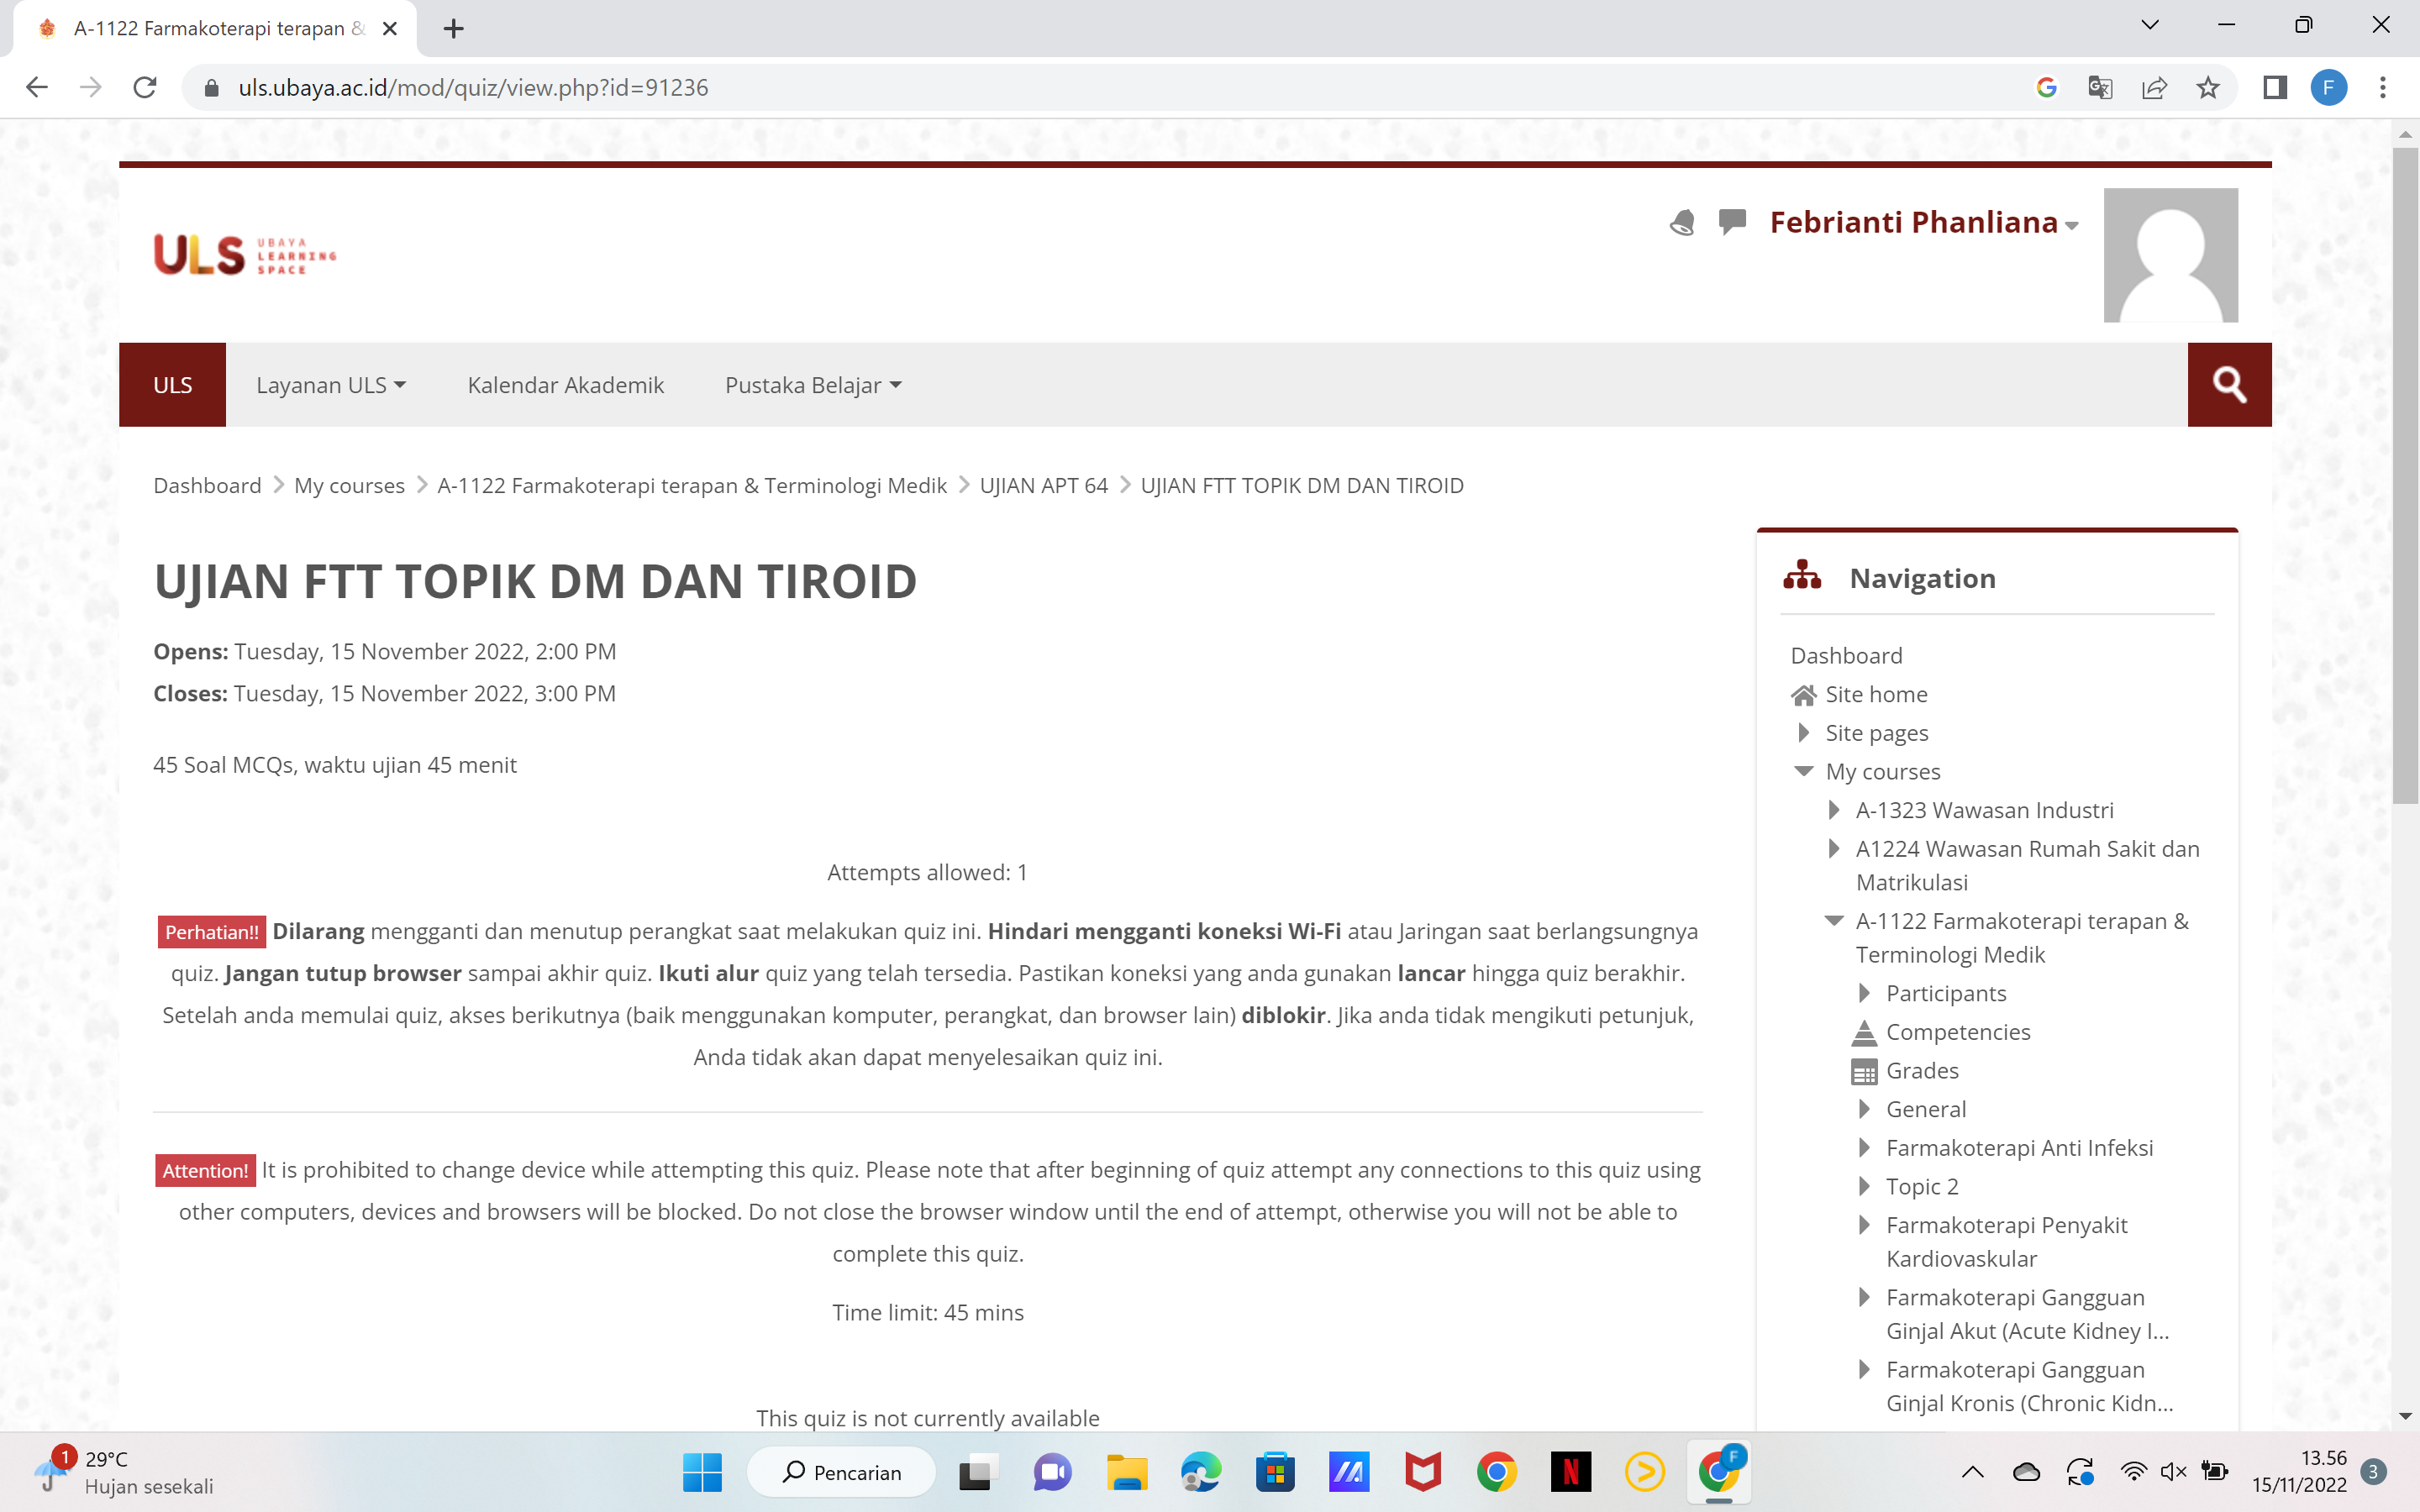 A-1122 Farmakoterapi terapan &
uls.ubaya.ac.id/mod/quiz/view.php?id=91236
F
ULS UBAYA LEARNING SPACE
Febrianti Phanliana
ULS
Layanan ULS
Kalendar Akademik
Pustaka Belajar
Dashboard
My courses
A-1122 Farmakoterapi terapan & Terminologi Medik
UJIAN APT 64
UJIAN FTT TOPIK DM DAN TIROID
UJIAN FTT TOPIK DM DAN TIROID
Opens: Tuesday, 15 November 2022, 2:00 PM
Closes: Tuesday, 15 November 2022, 3:00 PM
45 Soal MCQs, waktu ujian 45 menit
Attempts allowed: 1
Perhatian!! Dilarang mengganti dan menutup perangkat saat melakukan quiz ini. Hindari mengganti koneksi Wi-Fi atau Jaringan saat berlangsungnya
quiz. Jangan tutup browser sampai akhir quiz. Ikuti alur quiz yang telah tersedia. Pastikan koneksi yang anda gunakan lancar hingga quiz berakhir.
Setelah anda memulai quiz, akses berikutnya (baik menggunakan komputer, perangkat, dan browser lain) diblokir. Jika anda tidak mengikuti petunjuk,
Anda tidak akan dapat menyelesaikan quiz ini.
Attention! It is prohibited to change device while attempting this quiz. Please note that after beginning of quiz attempt any connections to this quiz using
other computers, devices and browsers will be blocked. Do not close the browser window until the end of attempt, otherwise you will not be able to
complete this quiz.
Time limit: 45 mins
This quiz is not currently available
Navigation
Dashboard
Site home
Site pages
My courses
A-1323 Wawasan Industri
A1224 Wawasan Rumah Sakit dan
Matrikulasi
A-1122 Farmakoterapi terapan &
Terminologi Medik
Participants
Competencies
Grades
General
Farmakoterapi Anti Infeksi
Topic 2
Farmakoterapi Penyakit
Kardiovaskular
Farmakoterapi Gangguan
Ginjal Akut (Acute Kidney I...
Farmakoterapi Gangguan
Ginjal Kronis (Chronic Kidn...
1
29°C
Hujan sesekali
Pencarian
N
F
13.56
15/11/2022
3